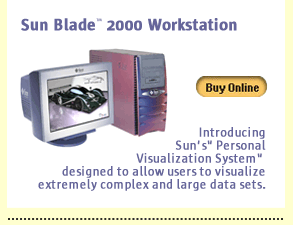 Sun Blade™ 2000 Workstation
Buy Online
Introducing
Sun's" Personal
Visualization System"
designed to allow users to visualize
extremely complex and large data sets.